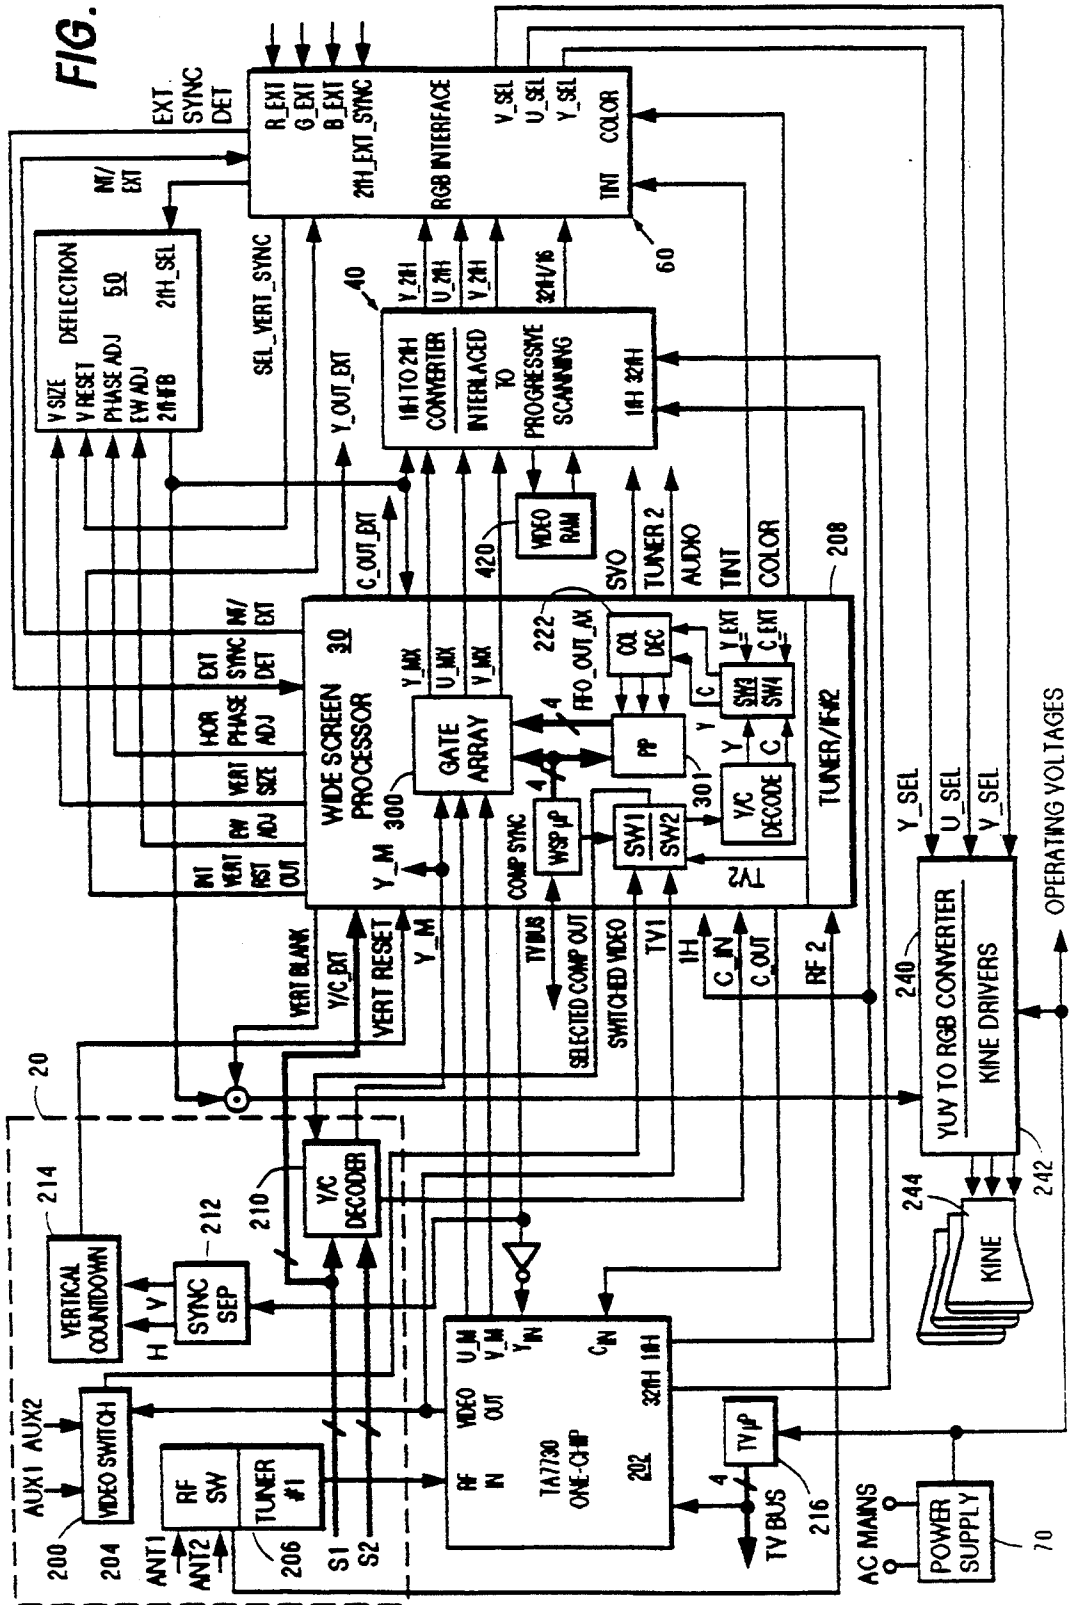 FIG.
EXT
SYNC
DET
INT/
EXT
DEFLECTION
50
V SIZE
V RESET
PHASE ADJ
EW ADJ
2fHFB
2fH_SEL
SEL_VERT_SYNC
R_EXT
G_EXT
B_EXT
2fH_EXT_SYNC
RGB INTERFACE
V_SEL
U_SEL
Y_SEL
TINT
COLOR
60
Y_2fH
U_2fH
V_2fH
32fH/16
40
1fH TO 2fH
CONVERTER
INTERLACED
TO
PROGRESSIVE
SCANNING
1fH 32fH
Y_OUT_EXT
C_OUT_EXT
420
VIDEO
RAM
SVO
TUNER 2
AUDIO
TINT
COLOR
208
INT/
EXT
EXT
SYNC
DET
HOR
PHASE
ADJ
VERT
SIZE
EW
ADJ
INT
VERT
RST
OUT
WIDE SCREEN
PROCESSOR
30
Y_MX
U_MX
V_MX
300
GATE
ARRAY
Y_M
FIFO_OUT_AX
222
COL
DEC
4
PIP
301
4
COMP SYNC
WSP μP
SW1
SW2
Y
C
Y_EXT
C_EXT
SW3
SW4
Y
C
Y/C
DECODE
TV2
TUNER/IF#2
VERT BLANK
Y/C_EXT
VERT RESET
Y_M
TV BUS
SELECTED COMP OUT
SWITCHED VIDEO
TV1
1H
C_IN
C_OUT
RF 2
20
214
VERTICAL
COUNTDOWN
H V
212
SYNC
SEP
210
Y/C
DECODER
AUX1 AUX2
VIDEO SWITCH
200
204
ANT1
ANT2
RF
SW
TUNER
#1
206
S1
S2
U_M
V_M
YIN
CIN
VIDEO
OUT
RF
IN
TA7730
ONE-CHIP
202
32fH 1fH
TV μP
216
4
TV BUS
AC MAINS
POWER
SUPPLY
70
Y_SEL
U_SEL
V_SEL
240
YUV TO RGB CONVERTER
KINE DRIVERS
242
244
KINE
OPERATING VOLTAGES